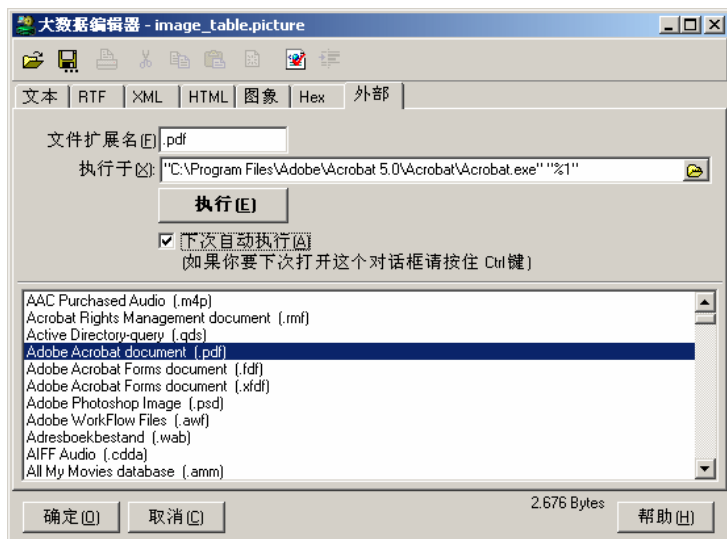 大数据编辑器 - image_table.picture
文本 RTF XML HTML 图象 Hex 外部
文件扩展名(F) .pdf
执行于(X): "C:\Program Files\Adobe\Acrobat 5.0\Acrobat\Acrobat.exe" "%1"
执行(E)
下次自动执行(A)
(如果你要下次打开这个对话框请按住 Ctrl键)
AAC Purchased Audio (.m4p)
Acrobat Rights Management document (.rmf)
Active Directory-query (.qds)
Adobe Acrobat document (.pdf)
Adobe Acrobat Forms document (.fdf)
Adobe Acrobat Forms document (.xfdf)
Adobe Photoshop Image (.psd)
Adobe WorkFlow Files (.awf)
Adresboekbestand (.wab)
AIFF Audio (.cdda)
All My Movies database (.amm)
确定(O) 取消(C) 2.676 Bytes 帮助(H)